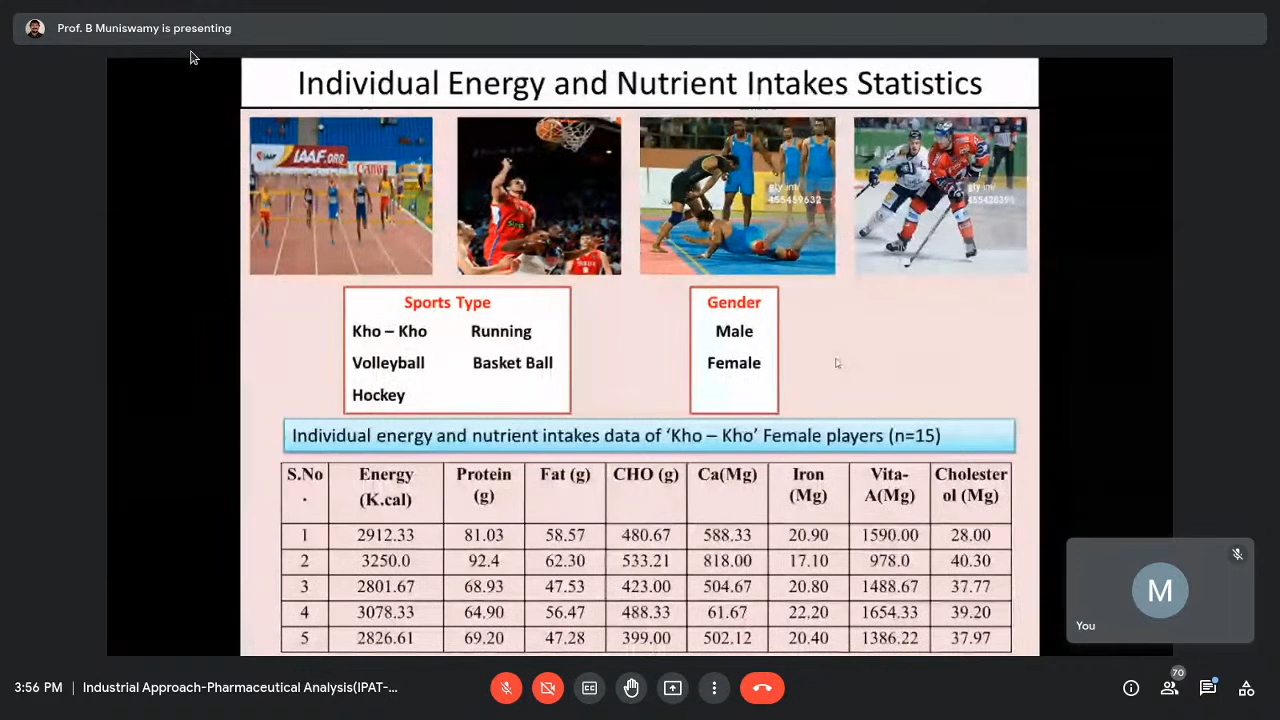 Prof. B Muniswamy is presenting
Individual Energy and Nutrient Intakes Statistics
IAAF.ORG
Canon
gty.im/
455459632
gty.im/
Sports Type
Kho – Kho Running
Volleyball Basket Ball
Hockey
Gender
Male
Female
Individual energy and nutrient intakes data of ‘Kho – Kho’ Female players (n=15)
S.No . Energy (K.cal) Protein (g) Fat (g) CHO (g) Ca(Mg) Iron (Mg) Vita-A(Mg) Cholesterol (Mg)
1 2912.33 81.03 58.57 480.67 588.33 20.90 1590.00 28.00
2 3250.0 92.4 62.30 533.21 818.00 17.10 978.0 40.30
3 2801.67 68.93 47.53 423.00 504.67 20.80 1488.67 37.77
4 3078.33 64.90 56.47 488.33 61.67 22.20 1654.33 39.20
5 2826.61 69.20 47.28 399.00 502.12 20.40 1386.22 37.97
M
You
3:56 PM | Industrial Approach-Pharmaceutical Analysis(IPAT-...
70